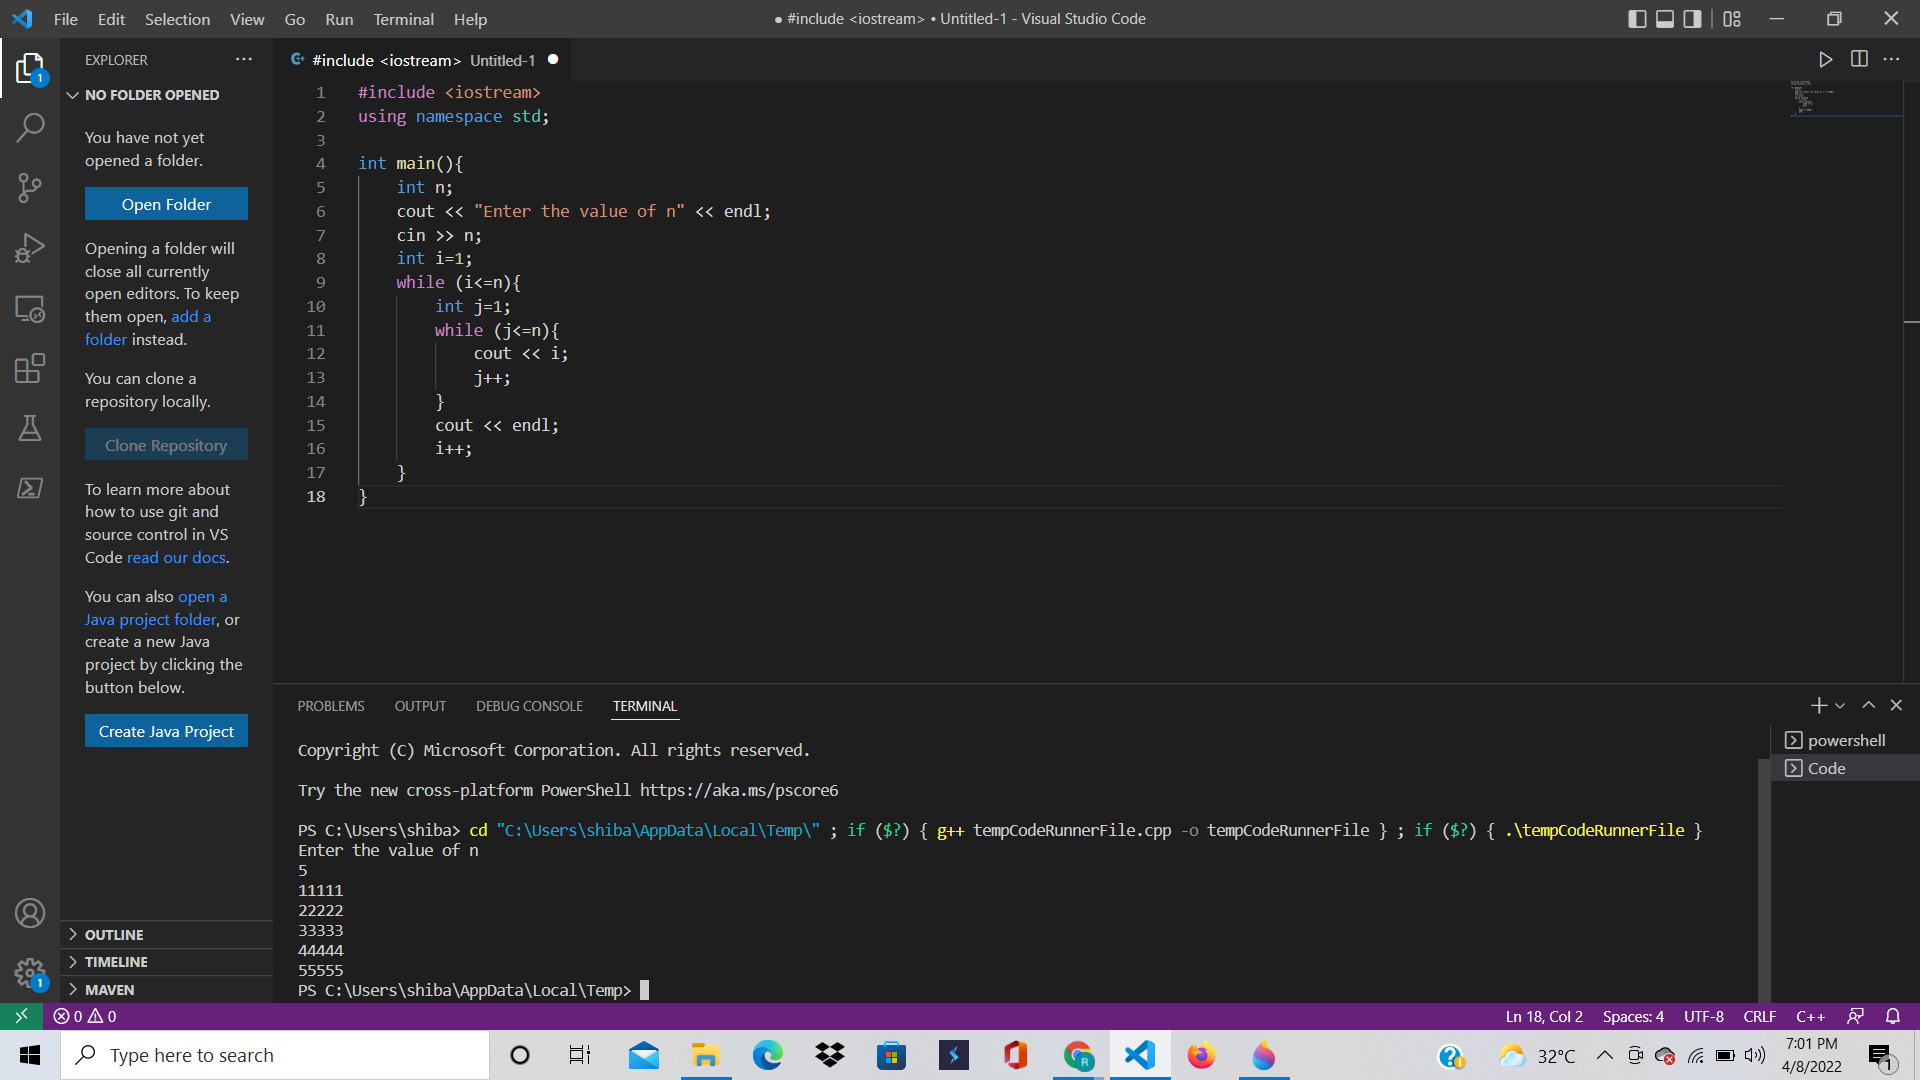 File Edit Selection View Go Run Terminal Help
● #include <iostream> • Untitled-1 - Visual Studio Code
EXPLORER
NO FOLDER OPENED
You have not yet
opened a folder.
Open Folder
Opening a folder will
close all currently
open editors. To keep
them open, add a
folder instead.
You can clone a
repository locally.
Clone Repository
To learn more about
how to use git and
source control in VS
Code read our docs.
You can also open a
Java project folder, or
create a new Java
project by clicking the
button below.
Create Java Project
OUTLINE
TIMELINE
MAVEN
1
1
#include <iostream> Untitled-1
1 #include <iostream>
2 using namespace std;
3
4 int main(){
5     int n;
6     cout << "Enter the value of n" << endl;
7     cin >> n;
8     int i=1;
9     while (i<=n){
10         int j=1;
11         while (j<=n){
12             cout << i;
13             j++;
14         }
15         cout << endl;
16         i++;
17     }
18 }
PROBLEMS OUTPUT DEBUG CONSOLE TERMINAL
Copyright (C) Microsoft Corporation. All rights reserved.
Try the new cross-platform PowerShell https://aka.ms/pscore6
PS C:\Users\shiba> cd "C:\Users\shiba\AppData\Local\Temp\" ; if ($?) { g++ tempCodeRunnerFile.cpp -o tempCodeRunnerFile } ; if ($?) { .\tempCodeRunnerFile }
Enter the value of n
5
11111
22222
33333
44444
55555
PS C:\Users\shiba\AppData\Local\Temp>
powershell
Code
0 0
Ln 18, Col 2 Spaces: 4 UTF-8 CRLF C++
Type here to search
32°C
7:01 PM
4/8/2022
1